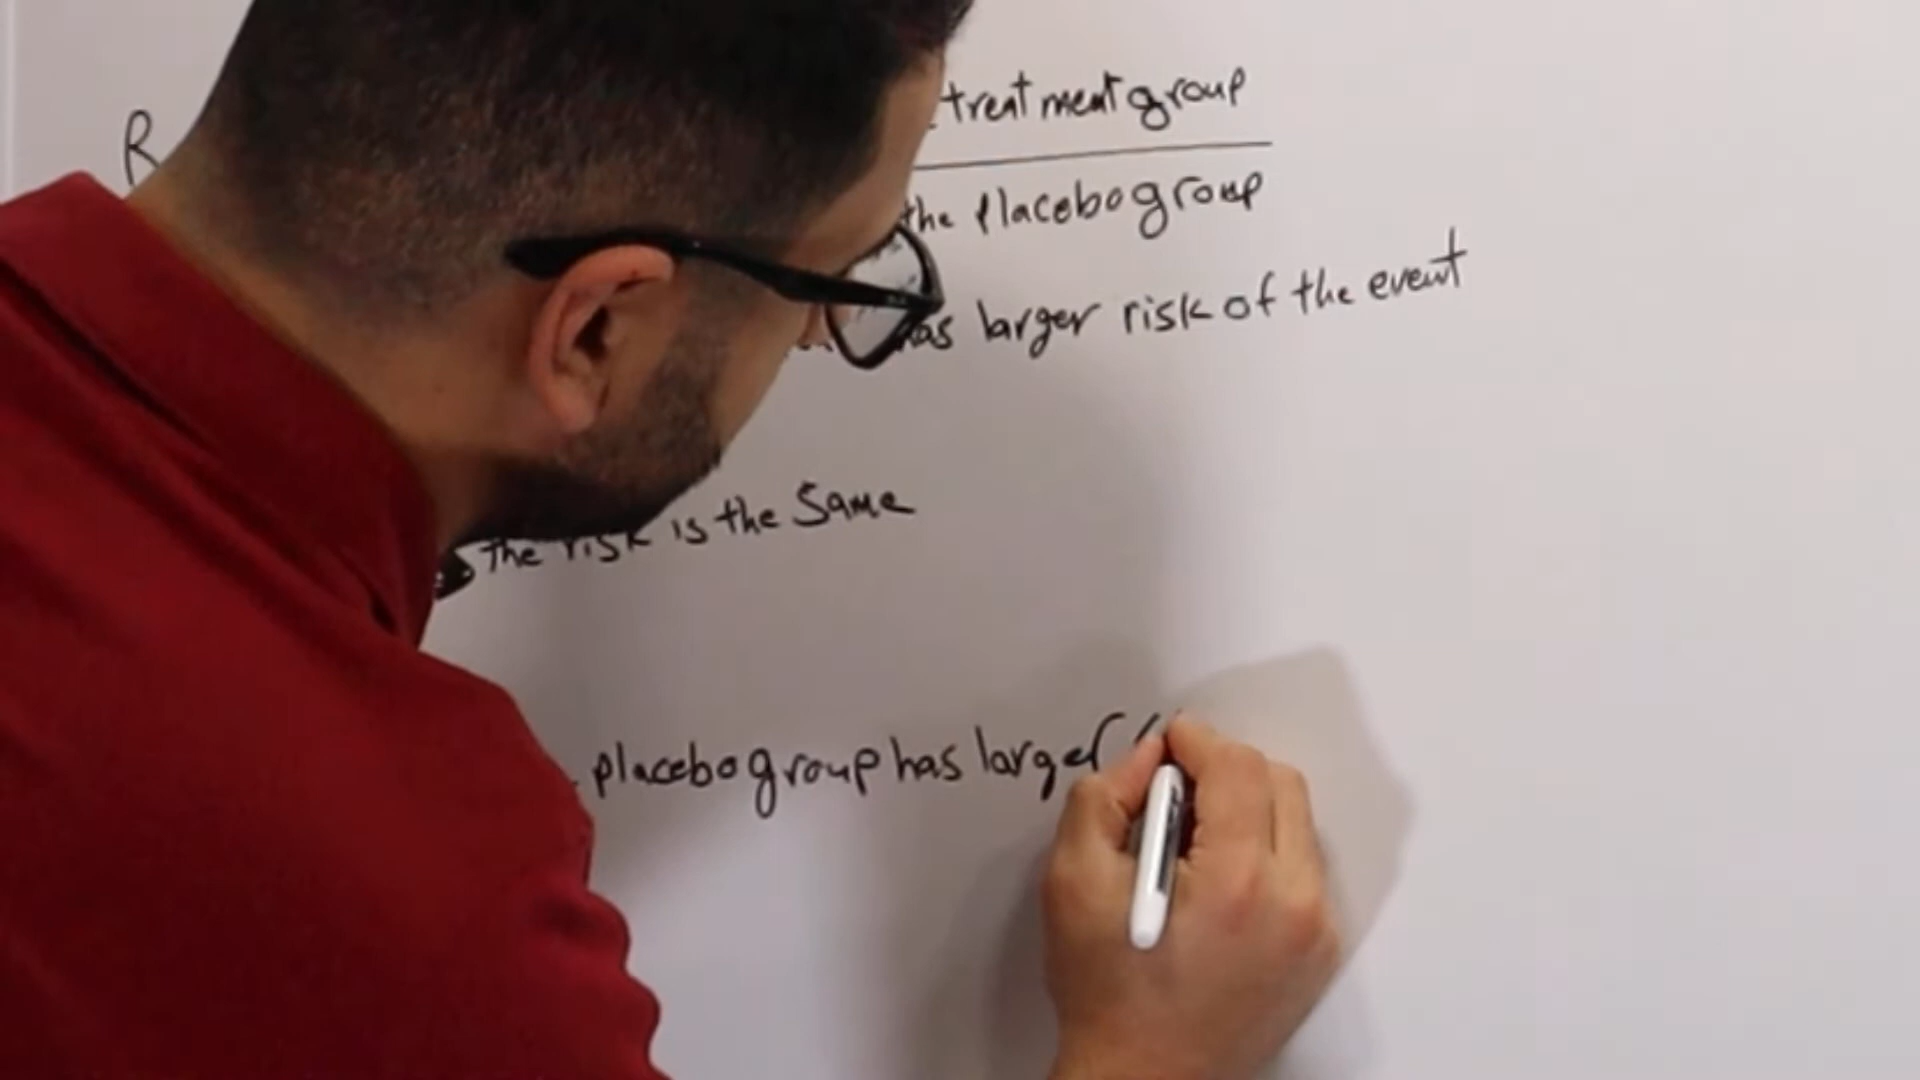 R treatment group
the placebo group
has larger risk of the event
the risk is the Same
placebo group has larger